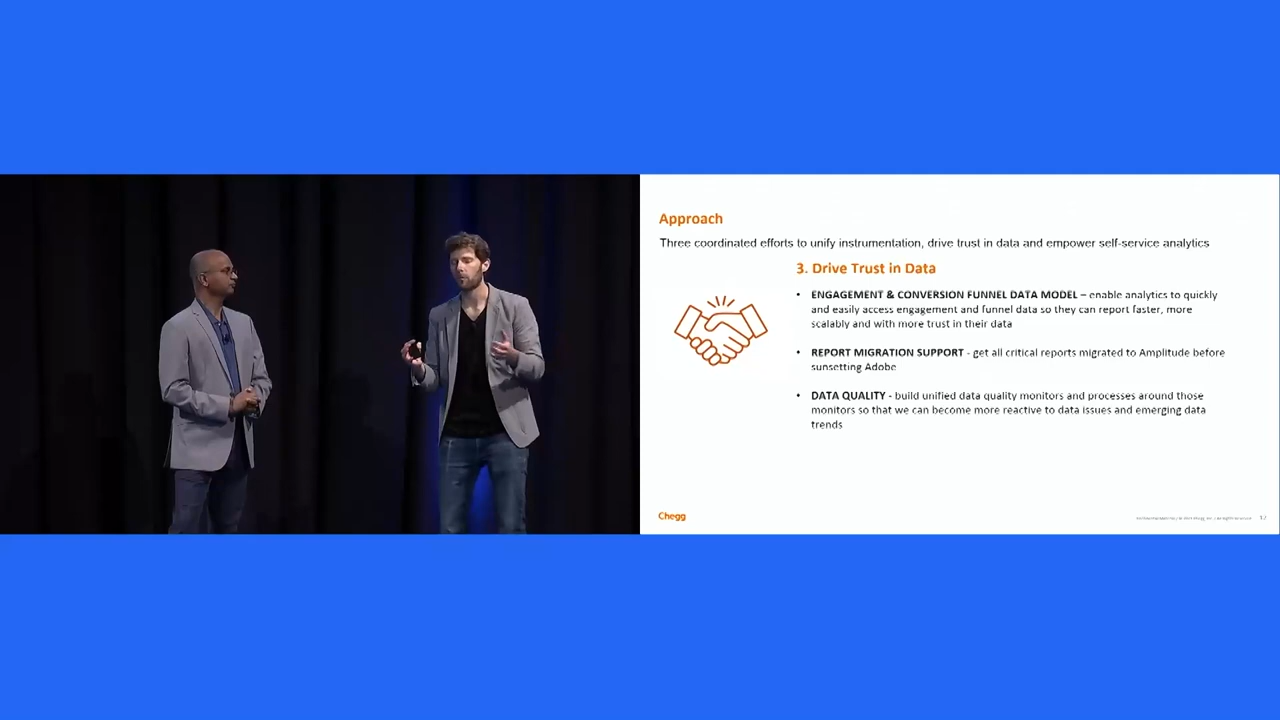 Approach
Three coordinated efforts to unify instrumentation, drive trust in data and empower self-service analytics
3. Drive Trust in Data
• ENGAGEMENT & CONVERSION FUNNEL DATA MODEL – enable analytics to quickly
and easily access engagement and funnel data so they can report faster, more
scalably and with more trust in their data
• REPORT MIGRATION SUPPORT - get all critical reports migrated to Amplitude before
sunsetting Adobe
• DATA QUALITY - build unified data quality monitors and processes around those
monitors so that we can become more reactive to data issues and emerging data
trends
Chegg